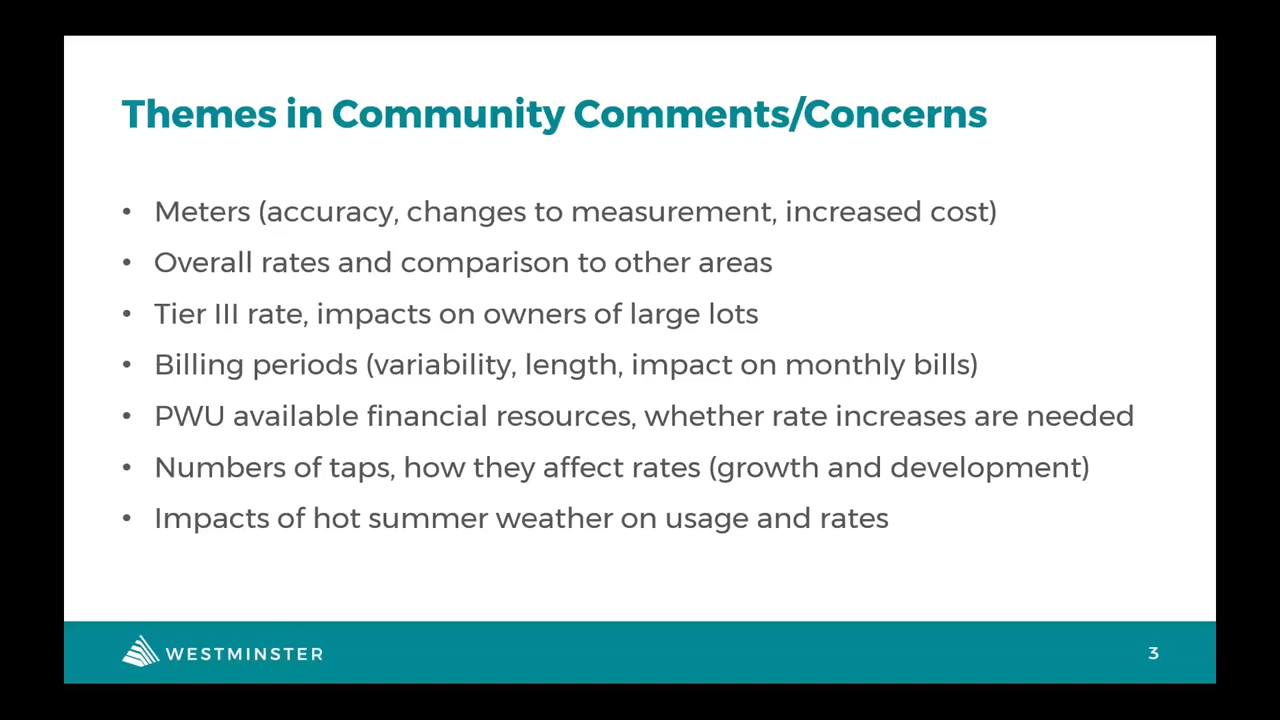 Themes in Community Comments/Concerns
• Meters (accuracy, changes to measurement, increased cost)
• Overall rates and comparison to other areas
• Tier III rate, impacts on owners of large lots
• Billing periods (variability, length, impact on monthly bills)
• PWU available financial resources, whether rate increases are needed
• Numbers of taps, how they affect rates (growth and development)
• Impacts of hot summer weather on usage and rates
WESTMINSTER
3